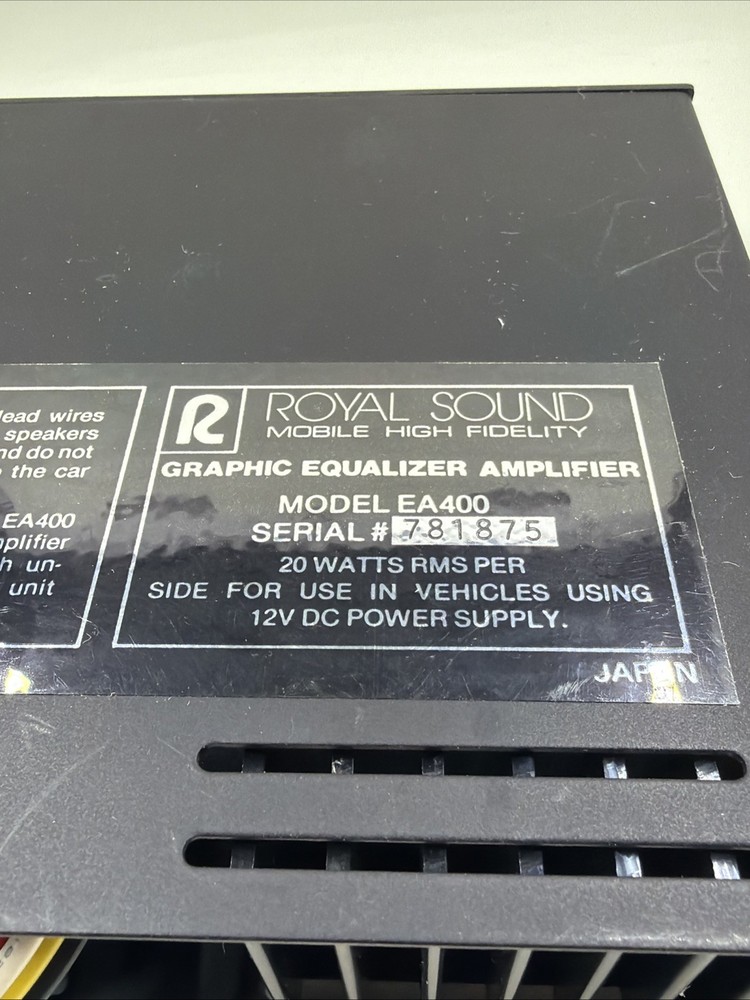 lead wires
speakers
nd do not
the car
EA400
plifier
h un-
unit
R
ROYAL SOUND
MOBILE HIGH FIDELITY
GRAPHIC EQUALIZER AMPLIFIER
MODEL EA400
SERIAL # 781875
20 WATTS RMS PER
SIDE FOR USE IN VEHICLES USING
12V DC POWER SUPPLY.
JAPAN